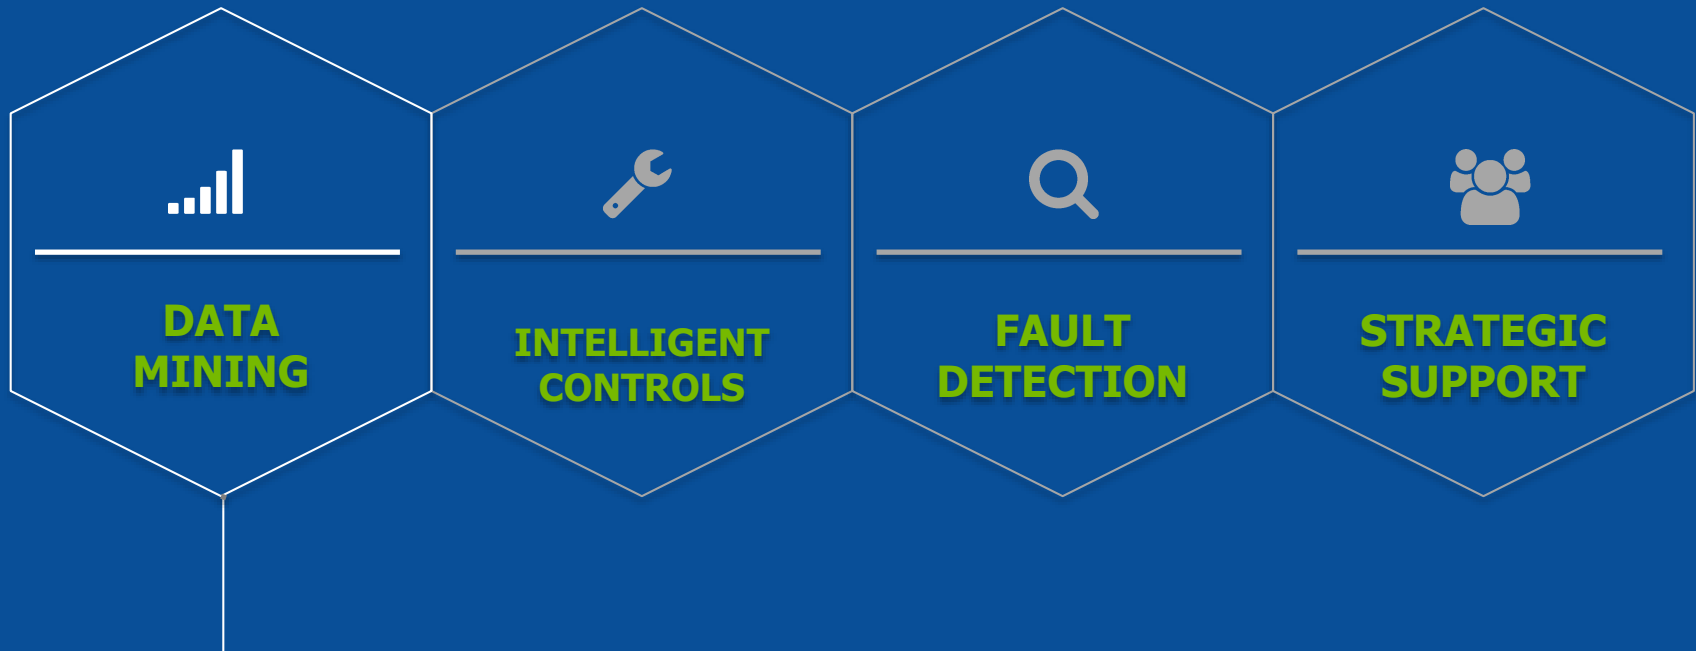 DATA
MINING
INTELLIGENT
CONTROLS
FAULT
DETECTION
STRATEGIC
SUPPORT